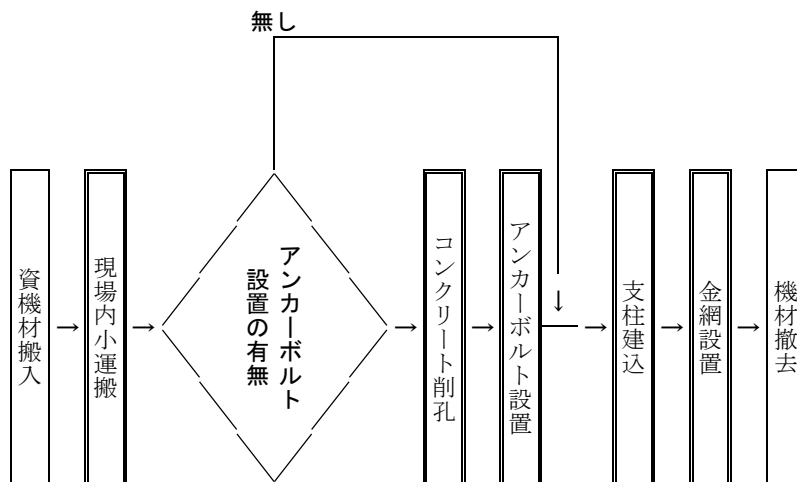 無し
資機材搬入
→
現場内小運搬
→
アンカーボルト
設置の有無
→
コンクリート削孔
→
アンカーボルト設置
↓
→
支柱建込
→
金網設置
→
機材撤去